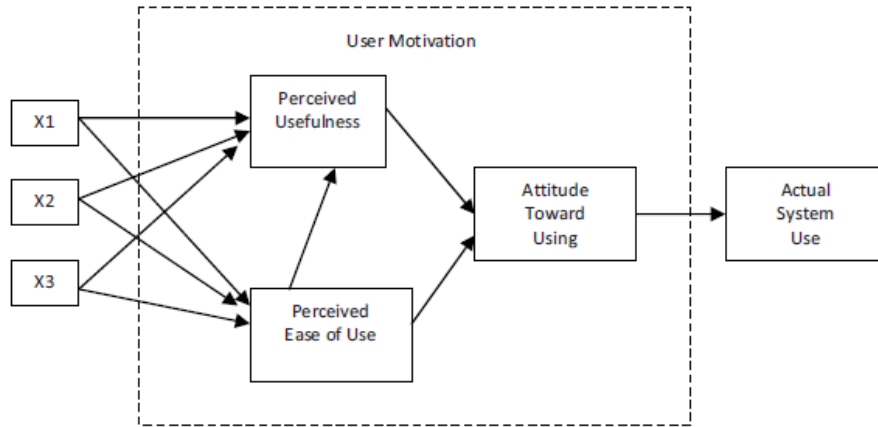 User Motivation
X1
X2
X3
Perceived
Usefulness
Perceived
Ease of Use
Attitude
Toward
Using
Actual
System
Use